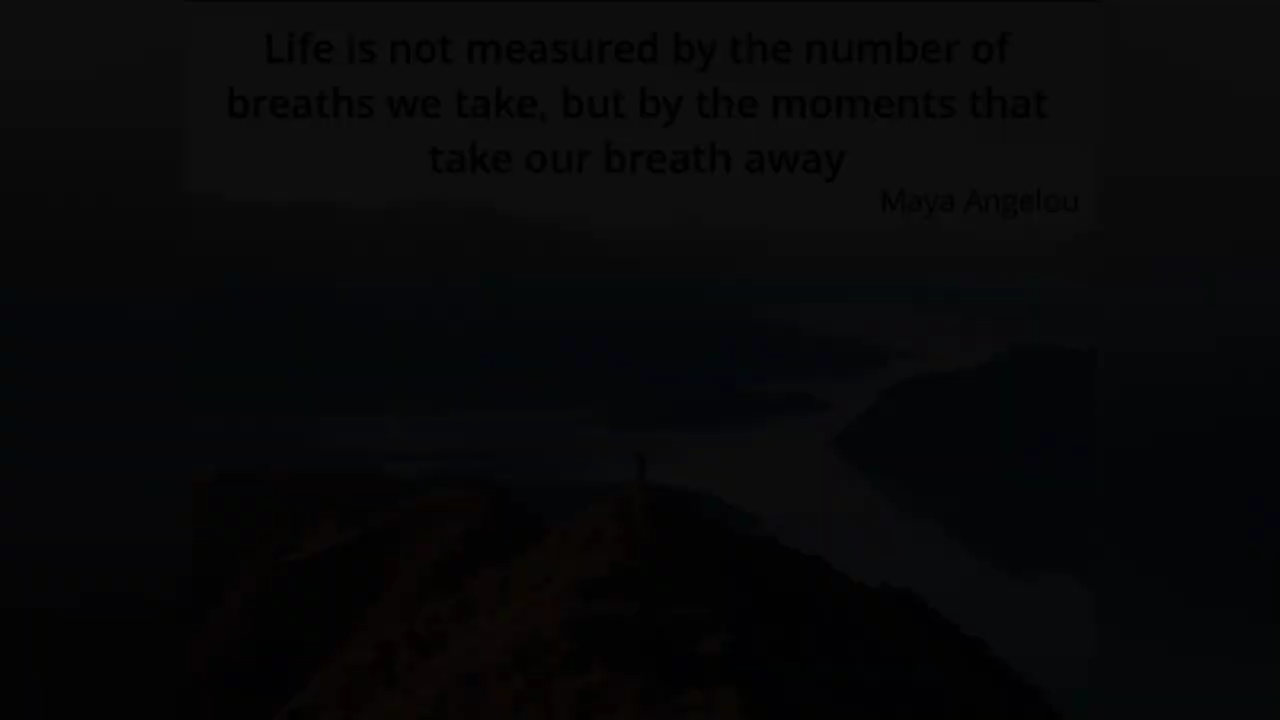 Life is not measured by the number of
breaths we take, but by the moments that
take our breath away
Maya Angelou